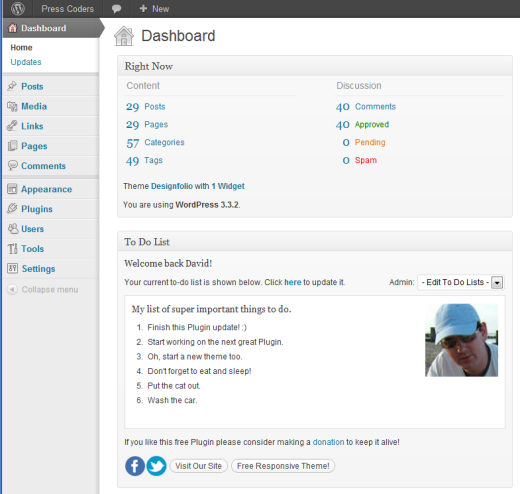 Press Coders + New
Dashboard
Home
Updates
Posts
Media
Links
Pages
Comments
Appearance
Plugins
Users
Tools
Settings
Collapse menu
Dashboard
Right Now
Content Discussion
29 Posts 40 Comments
29 Pages 40 Approved
57 Categories 0 Pending
49 Tags 0 Spam
Theme Designfolio with 1 Widget
You are using WordPress 3.3.2.
To Do List
Welcome back David!
Your current to-do list is shown below. Click here to update it. Admin: - Edit To Do Lists -
My list of super important things to do.
1. Finish this Plugin update! :)
2. Start working on the next great Plugin.
3. Oh, start a new theme too.
4. Don't forget to eat and sleep!
5. Put the cat out.
6. Wash the car.
If you like this free Plugin please consider making a donation to keep it alive!
Visit Our Site Free Responsive Theme!